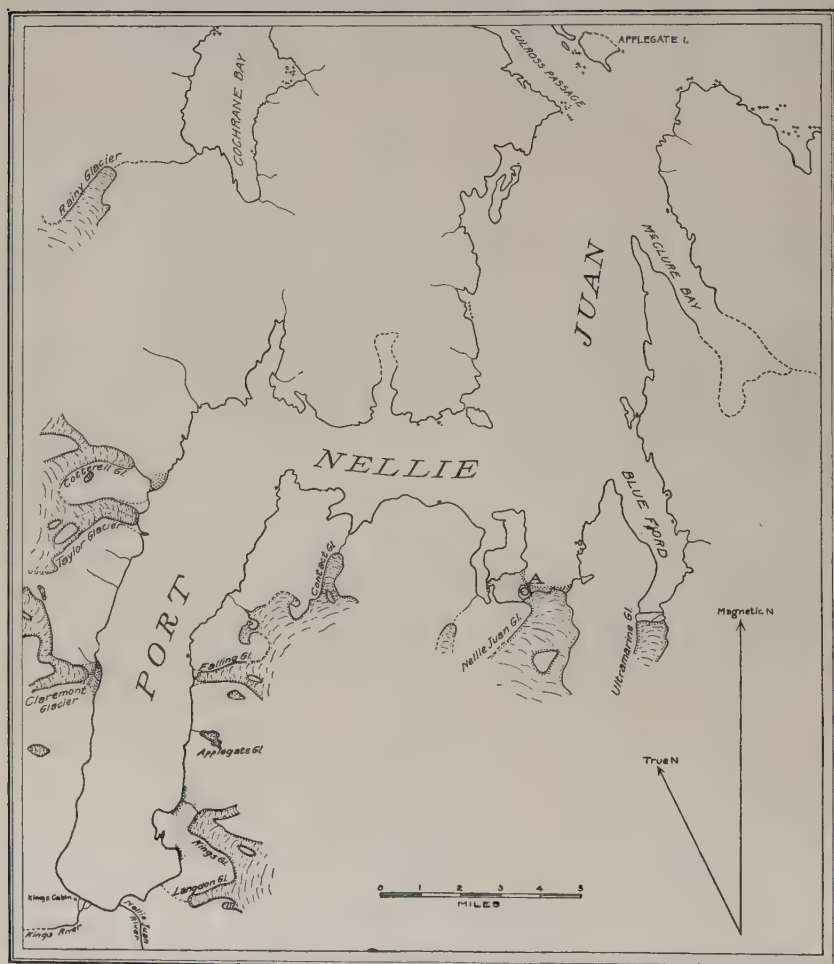 APPLEGATE I.
CULROSS PASSAGE
COCHRANE BAY
Rainy Glacier
McCLURE BAY
JUAN
NELLIE
PORT
BLUE FJORD
Cotterell Gl.
Taylor Glacier
Contact Gl.
A
Nellie Juan Gl.
Ultramarine Gl.
Magnetic N
Falling Gl.
Claremont
Glacier
Applegate Gl.
True N
Kings Gl.
Langdon Gl.
Kings Cabin
Nellie Juan
River
Kings River
0 1 2 3 4 5
MILES